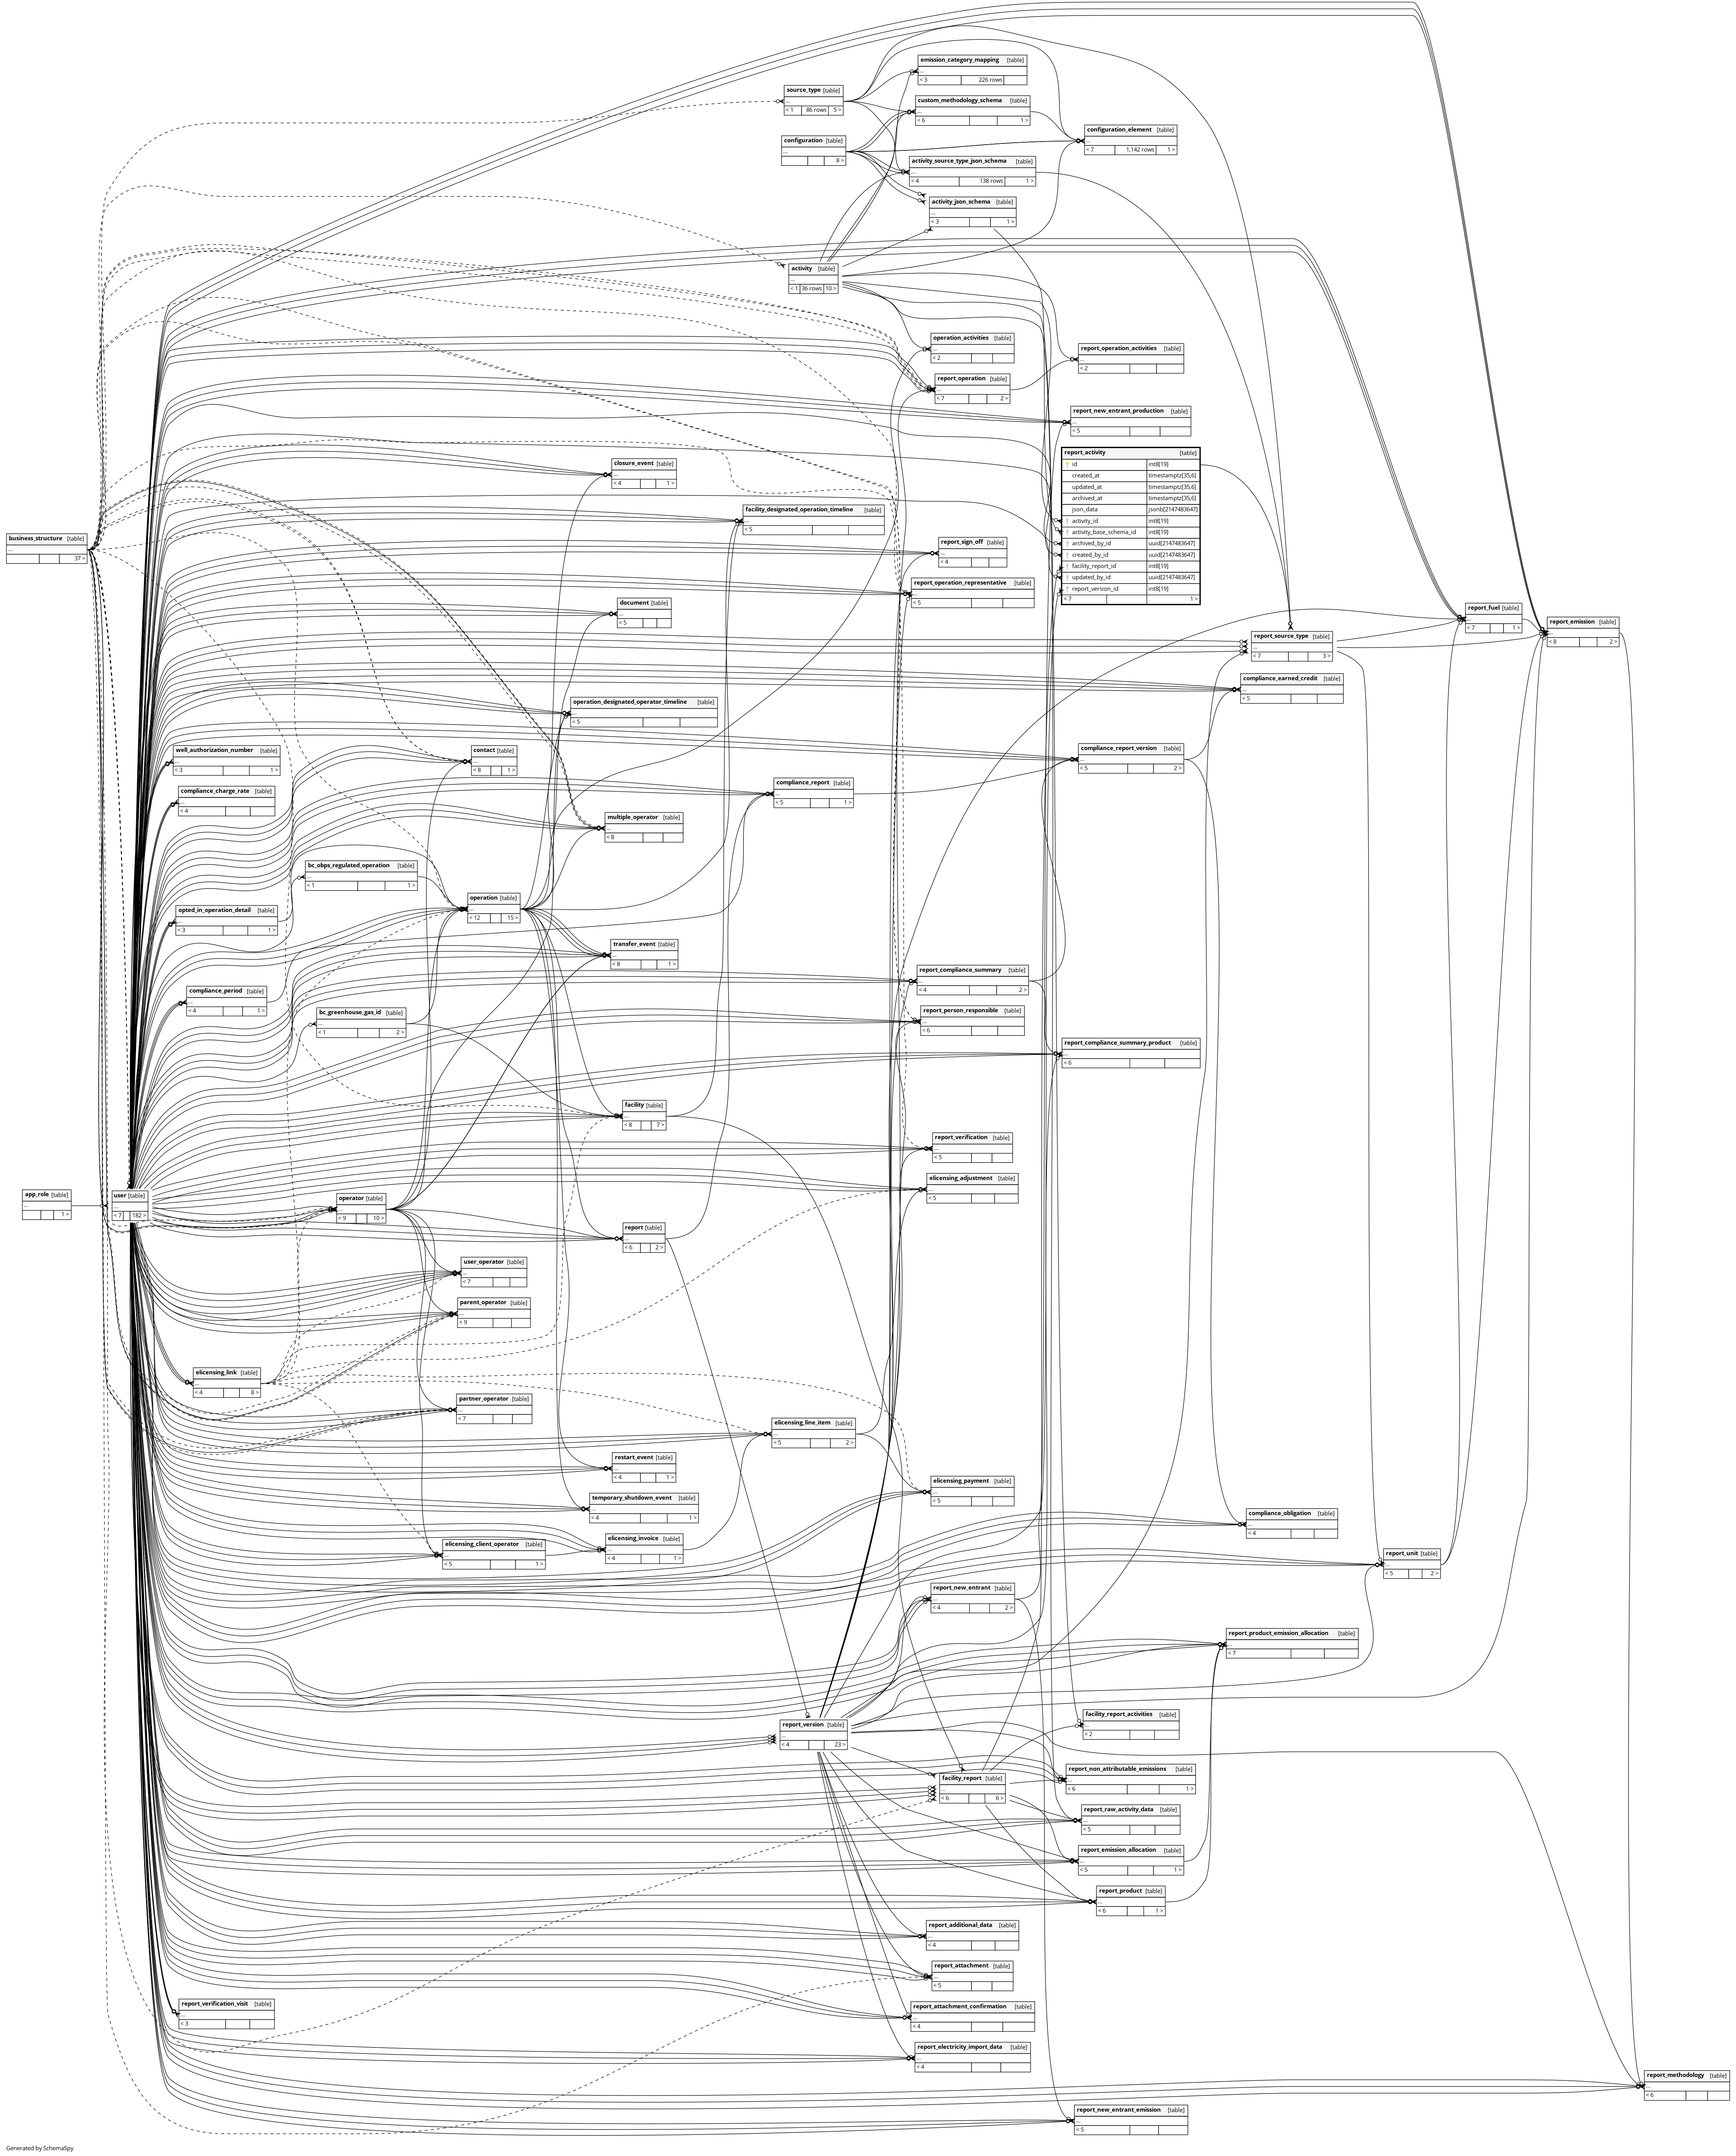 emission_category_mapping [table]
...
< 3 226 rows
source_type [table]
...
< 1 86 rows 5 >
custom_methodology_schema [table]
...
< 6 1 >
configuration_element [table]
...
< 7 1,142 rows 1 >
configuration [table]
...
8 >
activity_source_type_json_schema [table]
...
< 4 138 rows 1 >
activity_json_schema [table]
...
< 3 1 >
activity [table]
...
< 1 36 rows 10 >
operation_activities [table]
...
< 2
report_operation_activities [table]
...
< 2
report_operation [table]
...
< 7 2 >
report_new_entrant_production [table]
...
< 5
report_activity [table]
id int8[19]
created_at timestamptz[35,6]
updated_at timestamptz[35,6]
archived_at timestamptz[35,6]
json_data jsonb[2147483647]
activity_id int8[19]
activity_base_schema_id int8[19]
archived_by_id uuid[2147483647]
created_by_id uuid[2147483647]
facility_report_id int8[19]
updated_by_id uuid[2147483647]
report_version_id int8[19]
< 7 1 >
closure_event [table]
...
< 4 1 >
facility_designated_operation_timeline [table]
...
< 5
business_structure [table]
...
37 >
report_sign_off [table]
...
< 4
report_operation_representative [table]
...
< 5
document [table]
...
< 5
report_fuel [table]
...
< 7 1 >
report_emission [table]
...
< 8 2 >
report_source_type [table]
...
< 7 3 >
compliance_earned_credit [table]
...
< 5
operation_designated_operator_timeline [table]
...
< 5
well_authorization_number [table]
...
< 3 1 >
contact [table]
...
< 8 1 >
compliance_report_version [table]
...
< 5 2 >
compliance_charge_rate [table]
...
< 4
compliance_report [table]
...
< 5 1 >
multiple_operator [table]
...
< 8
bc_obps_regulated_operation [table]
...
< 1 1 >
operation [table]
...
< 12 15 >
opted_in_operation_detail [table]
...
< 3 1 >
transfer_event [table]
...
< 8 1 >
report_compliance_summary [table]
...
< 4 2 >
compliance_period [table]
...
< 4 1 >
bc_greenhouse_gas_id [table]
...
< 1 2 >
report_person_responsible [table]
...
< 6
report_compliance_summary_product [table]
...
< 6
facility [table]
...
< 8 7 >
report_verification [table]
...
< 5
elicensing_adjustment [table]
...
< 5
app_role [table]
...
1 >
user [table]
...
< 7 182 >
operator [table]
...
< 9 10 >
report [table]
...
< 6 2 >
user_operator [table]
...
< 7
parent_operator [table]
...
< 9
elicensing_link [table]
...
< 4 8 >
partner_operator [table]
...
< 7
elicensing_line_item [table]
...
< 5 2 >
restart_event [table]
...
< 4 1 >
elicensing_payment [table]
...
< 5
temporary_shutdown_event [table]
...
< 4 1 >
compliance_obligation [table]
...
< 4
elicensing_client_operator [table]
...
< 5 1 >
elicensing_invoice [table]
...
< 4 1 >
report_unit [table]
...
< 5 2 >
report_new_entrant [table]
...
< 4 2 >
report_product_emission_allocation [table]
...
< 7
report_version [table]
...
< 4 23 >
facility_report_activities [table]
...
< 2
facility_report [table]
...
< 6 6 >
report_non_attributable_emissions [table]
...
< 6 1 >
report_raw_activity_data [table]
...
< 5
report_emission_allocation [table]
...
< 5 1 >
report_product [table]
...
< 6 1 >
report_additional_data [table]
...
< 4
report_attachment [table]
...
< 5
report_verification_visit [table]
...
< 3
report_attachment_confirmation [table]
...
< 4
report_electricity_import_data [table]
...
< 4
report_methodology [table]
...
< 6
report_new_entrant_emission [table]
...
< 5
Generated by SchemaSpy